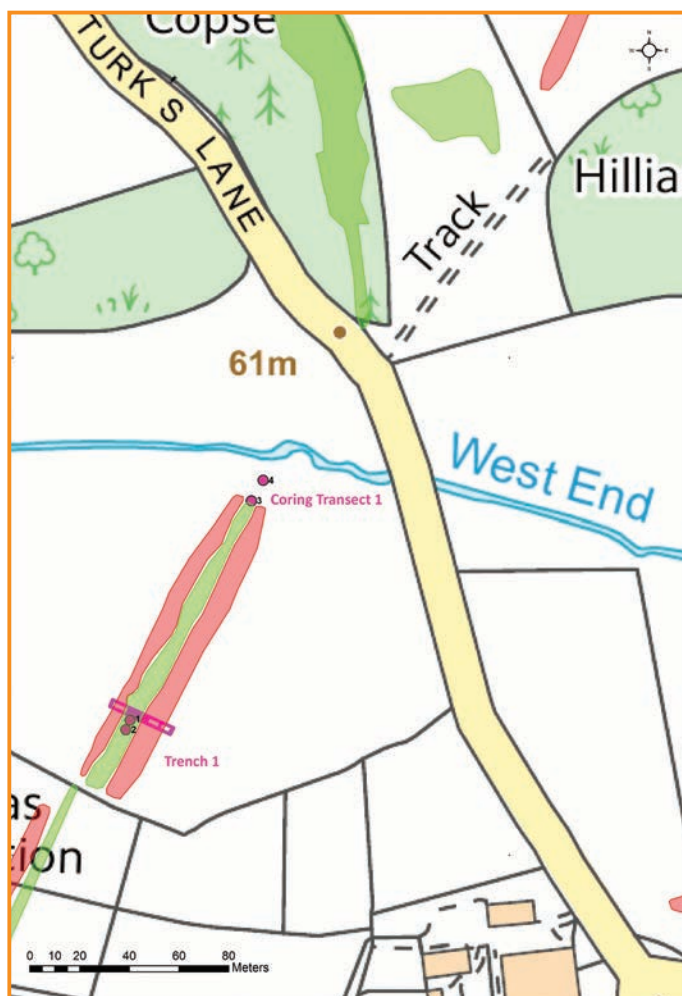 Copse
N
W E
S
TURK'S LANE
Hillia
Track
61m
West End
4
3
Coring Transect 1
1
2
Trench 1
as
tion
0 10 20 40 60 80
Meters